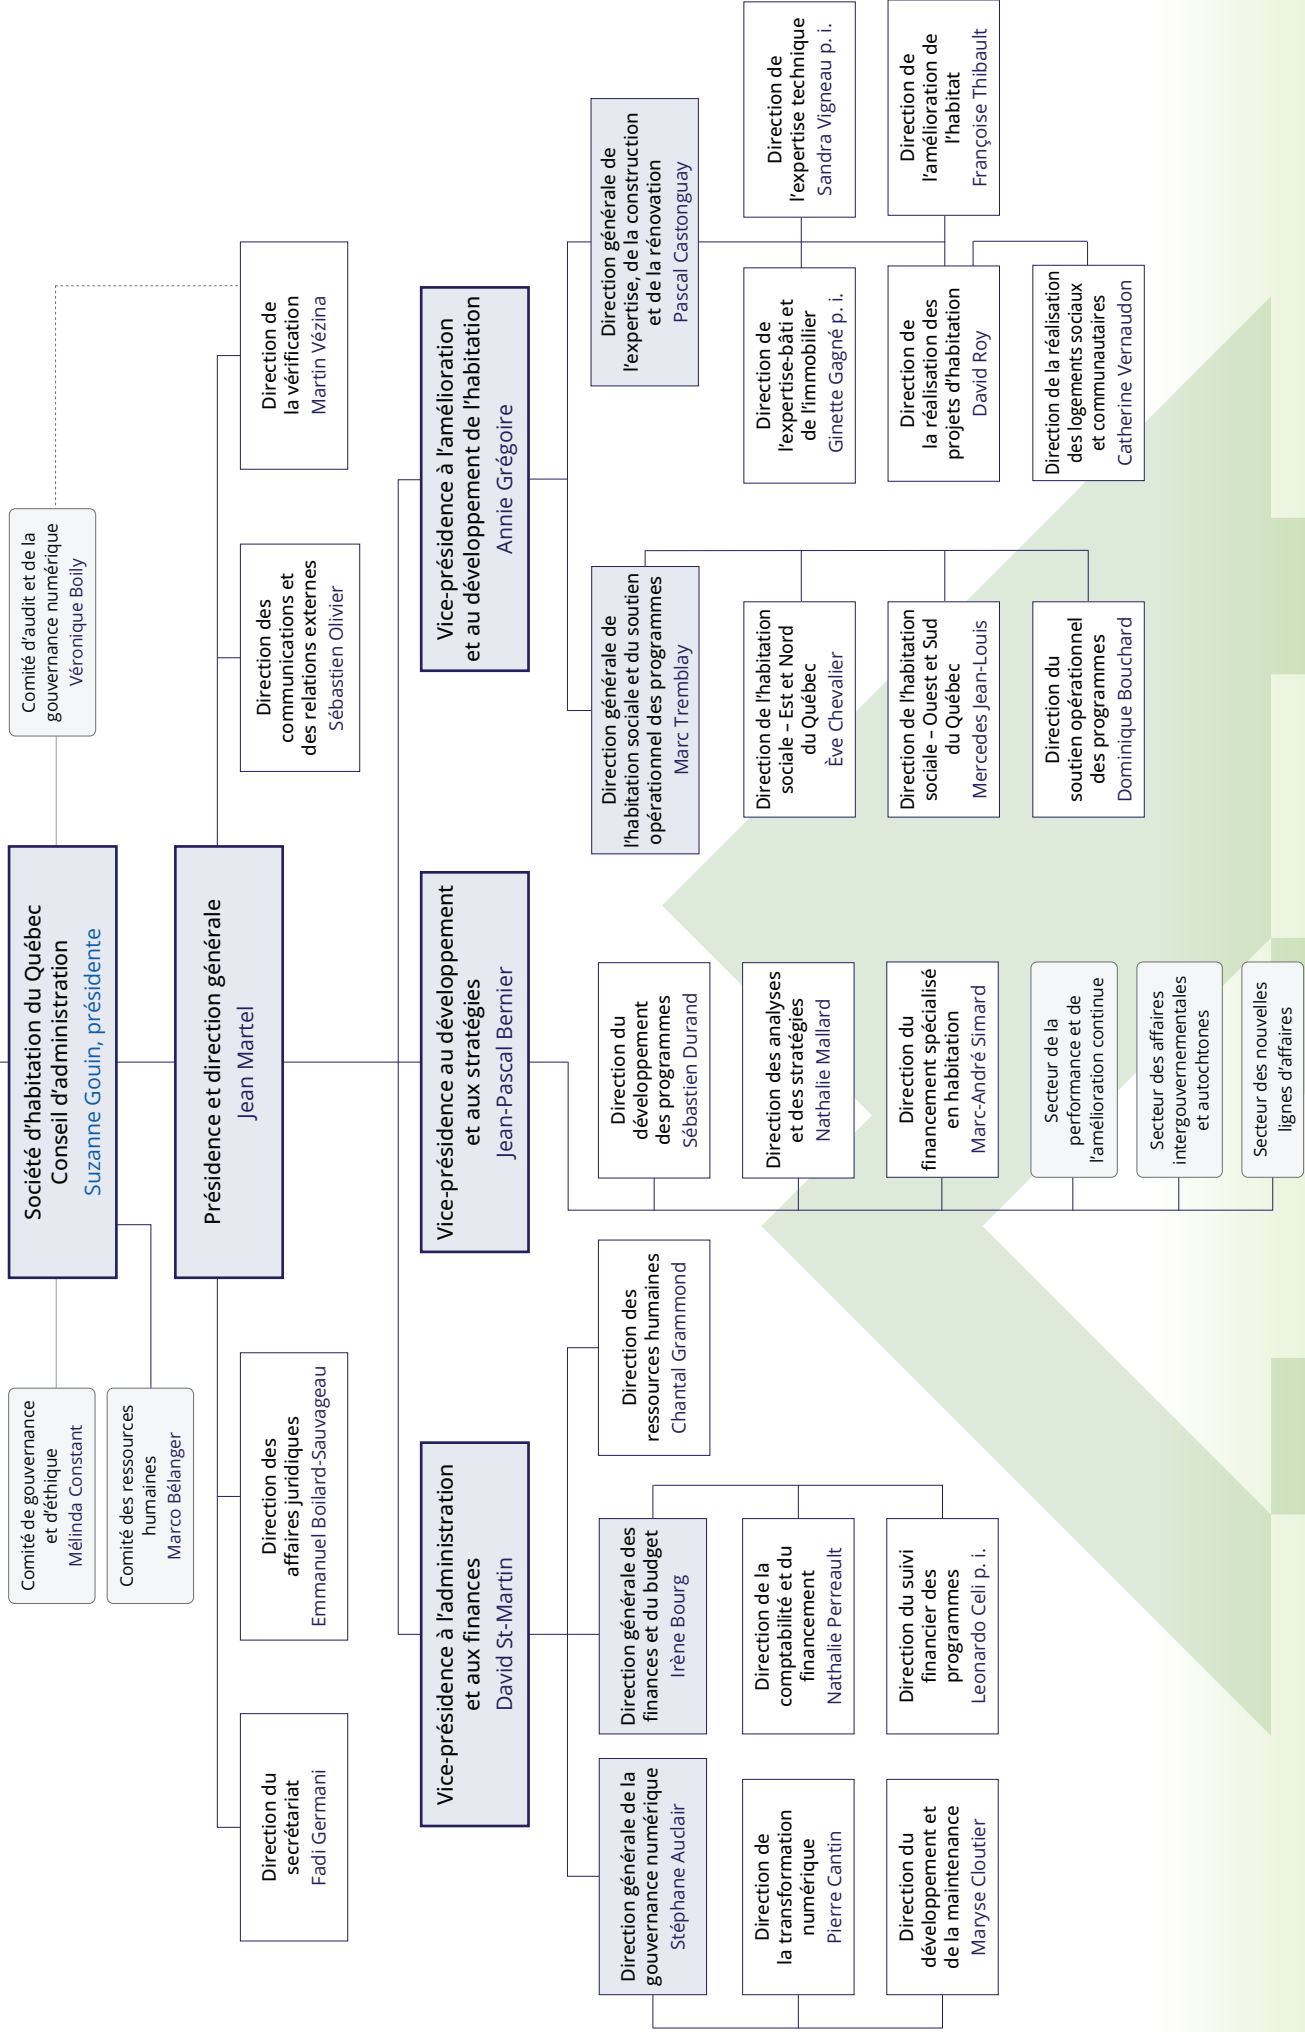 Société d'habitation du Québec
Conseil d'administration
Suzanne Gouin, présidente
Comité de gouvernance
et d'éthique
Mélinda Constant
Comité des ressources
humaines
Marco Bélanger
Comité d'audit et de la
gouvernance numérique
Véronique Boily
Présidence et direction générale
Jean Martel
Direction du
secrétariat
Fadi Germani
Direction des
affaires juridiques
Emmanuel Boilard-Sauvageau
Direction des
communications et
des relations externes
Sébastien Olivier
Direction de
la vérification
Martin Vézina
Vice-présidence à l'administration
et aux finances
David St-Martin
Direction générale de la
gouvernance numérique
Stéphane Auclair
Direction de
la transformation
numérique
Pierre Cantin
Direction du
développement et
de la maintenance
Maryse Cloutier
Direction générale des
finances et du budget
Irène Bourg
Direction de la
comptabilité et du
financement
Nathalie Perreault
Direction du suivi
financier des
programmes
Leonardo Celi p. i.
Direction des
ressources humaines
Chantal Grammond
Vice-présidence au développement
et aux stratégies
Jean-Pascal Bernier
Direction du
développement
des programmes
Sébastien Durand
Direction des analyses
et des stratégies
Nathalie Mallard
Direction du
financement spécialisé
en habitation
Marc-André Simard
Secteur de la
performance et de
l'amélioration continue
Secteur des affaires
intergouvernementales
et autochtones
Secteur des nouvelles
lignes d'affaires
Vice-présidence à l'amélioration
et au développement de l'habitation
Annie Grégoire
Direction générale de
l'habitation sociale et du soutien
opérationnel des programmes
Marc Tremblay
Direction de l'habitation
sociale – Est et Nord
du Québec
Ève Chevalier
Direction de l'habitation
sociale – Ouest et Sud
du Québec
Mercedes Jean-Louis
Direction du
soutien opérationnel
des programmes
Dominique Bouchard
Direction générale de
l'expertise, de la construction
et de la rénovation
Pascal Castonguay
Direction de
l'expertise-bâti et
de l'immobilier
Ginette Gagné p. i.
Direction de
l'expertise technique
Sandra Vigneau p. i.
Direction de
la réalisation des
projets d'habitation
David Roy
Direction de
l'amélioration de
l'habitat
Françoise Thibault
Direction de la réalisation
des logements sociaux
et communautaires
Catherine Vernaudon